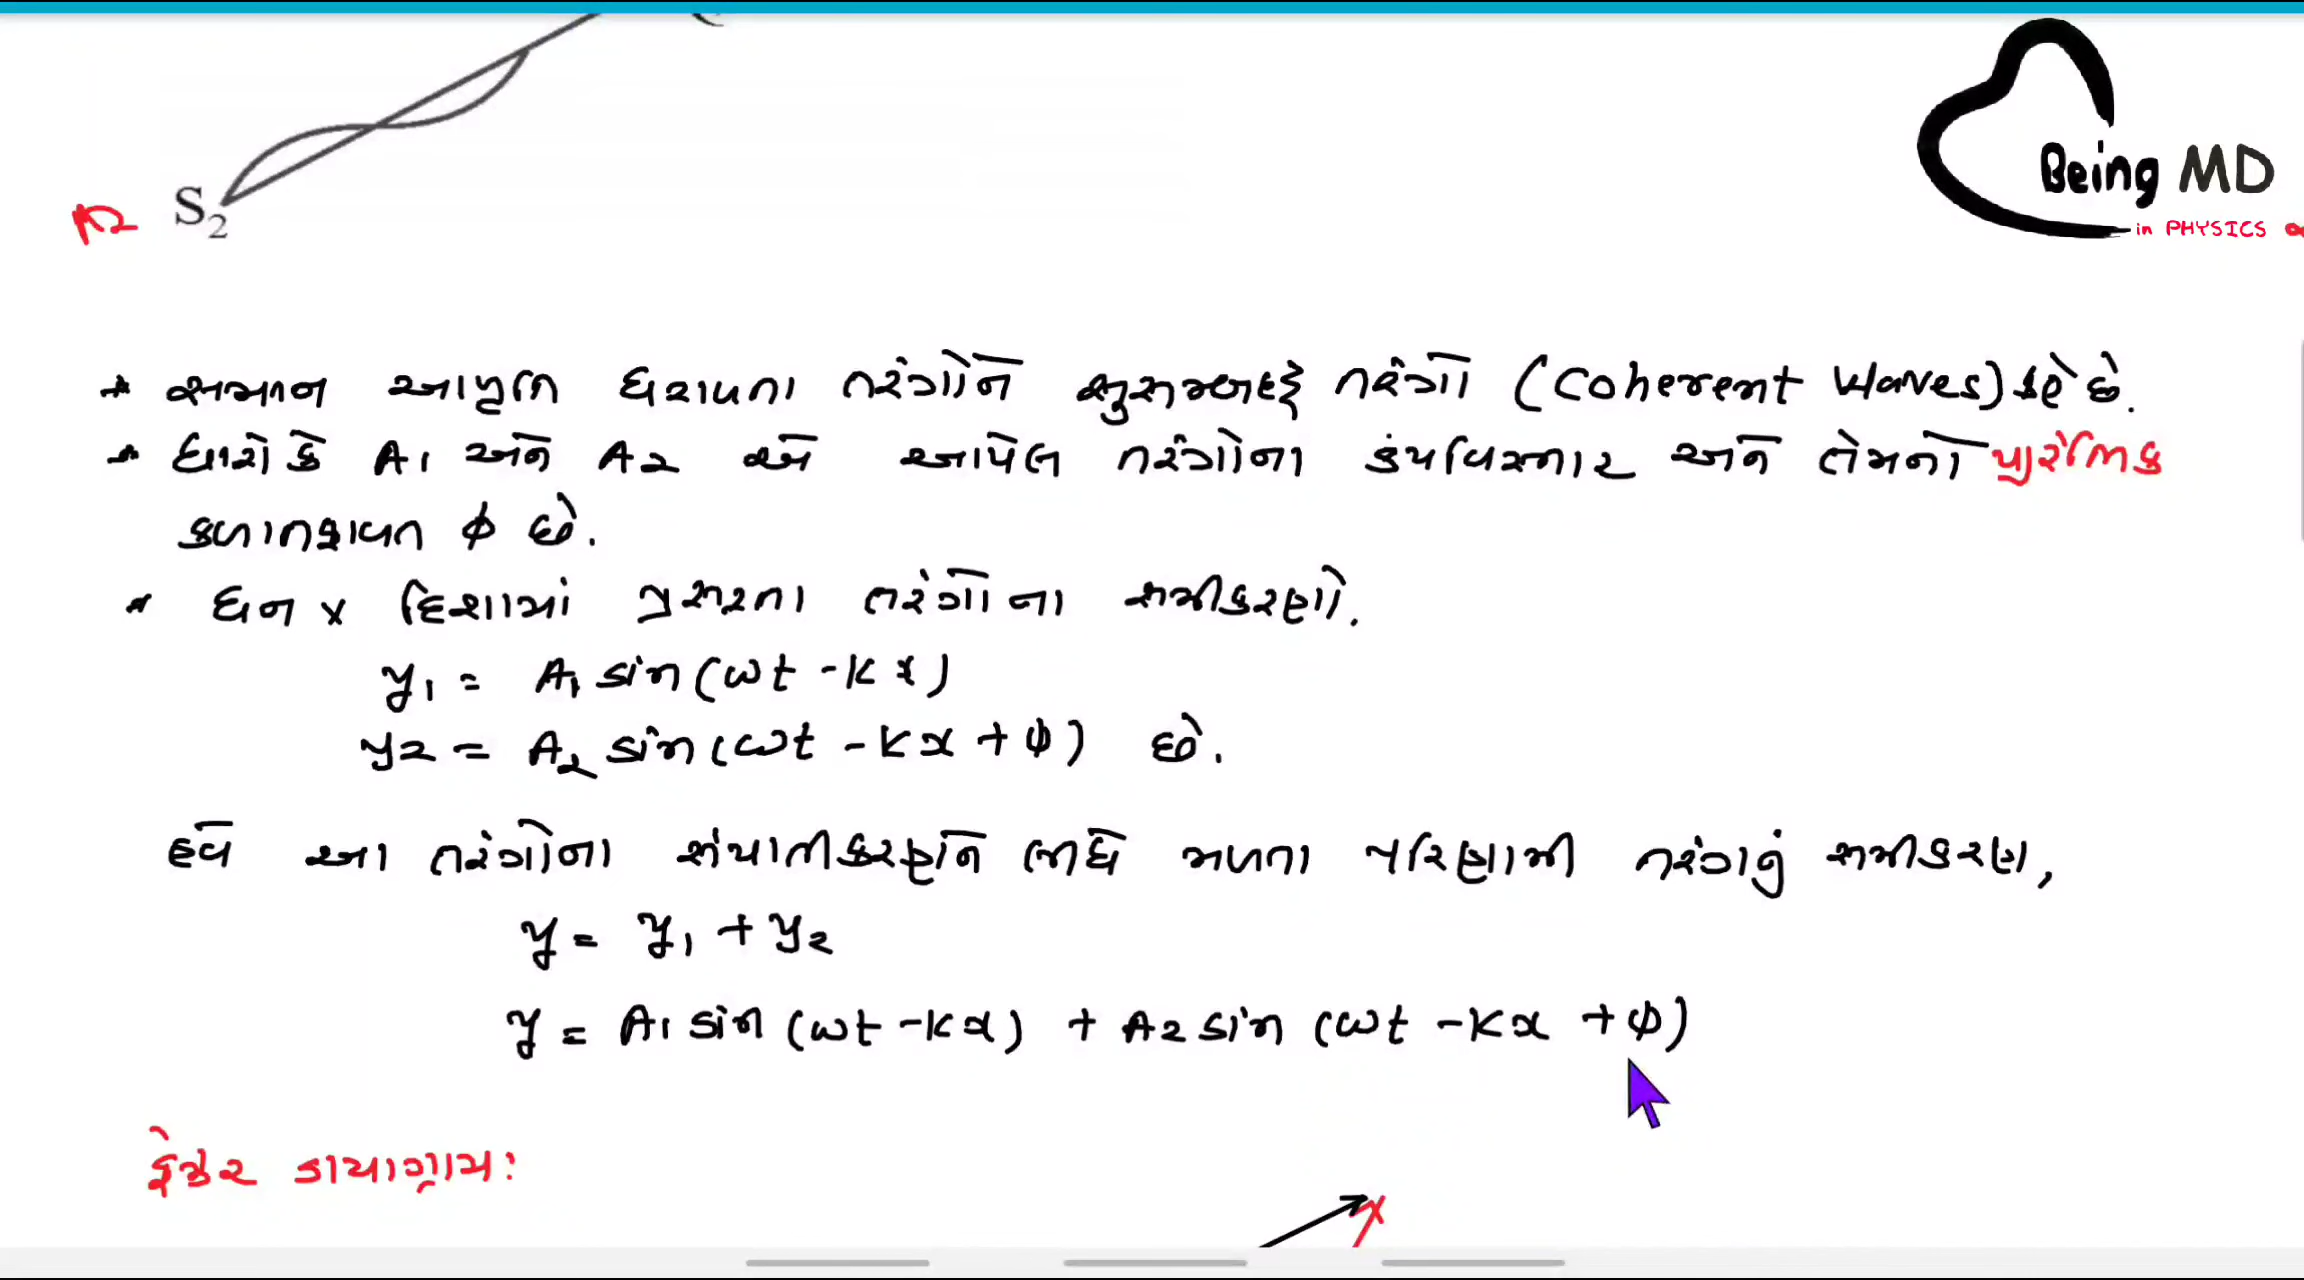 Being MD
in PHYSICS
A2 S₂
* સમાન આવૃત્તિ ધરાવતા તરંગોને સુસમ્બદ્ધ તરંગો (Coherent Waves) કહે છે.
* ધારો કે A1 અને A2 એ આપેલ તરંગોના કંપવિસ્તાર અને તેમનો પ્રારંભિક
કળાતફાવત ϕ છે.
* ધન x દિશામાં પ્રસરતા તરંગોના સમીકરણો.
y₁ = A₁ sin(ωt - kx)
y2 = A₂ sin(ωt - kx + ϕ) છે.
હવે આ તરંગોના સંપાતીકરણને લીધે મળતા પરિણામી તરંગનું સમીકરણ,
y = y₁ + y₂
y = A₁ sin (ωt - kx) + A2 sin (ωt - kx + ϕ)
ફેઝર ડાયાગ્રામ: